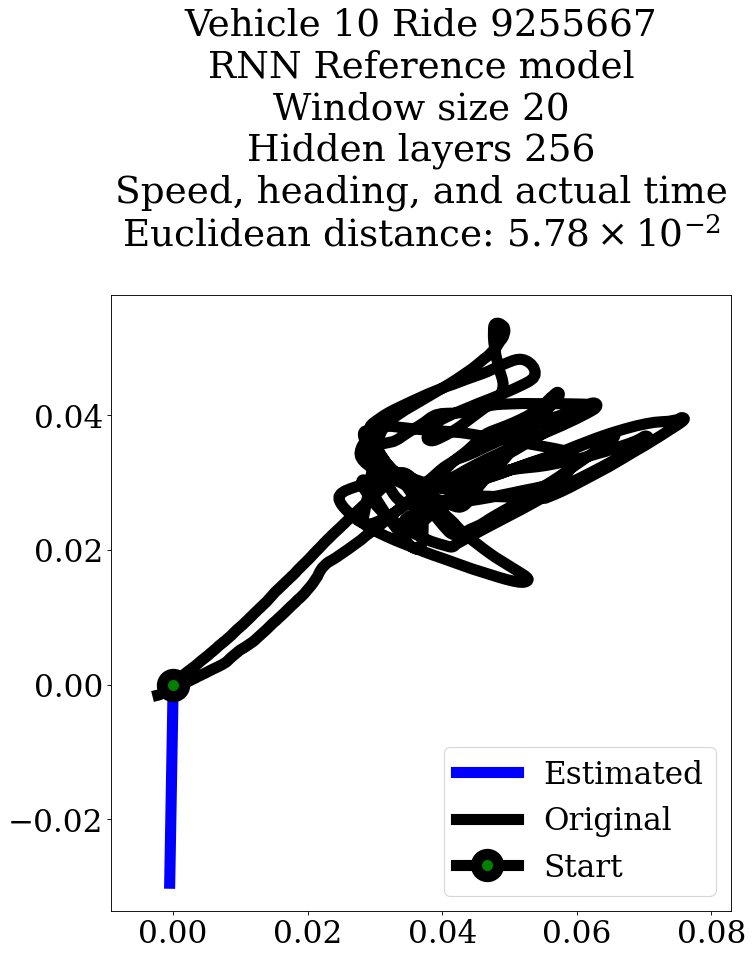 Vehicle 10 Ride 9255667
RNN Reference model
Window size 20
Hidden layers 256
Speed, heading, and actual time
Euclidean distance: 5.78 × 10⁻²
0.04
0.02
0.00
−0.02
Estimated
Original
Start
0.00 0.02 0.04 0.06 0.08